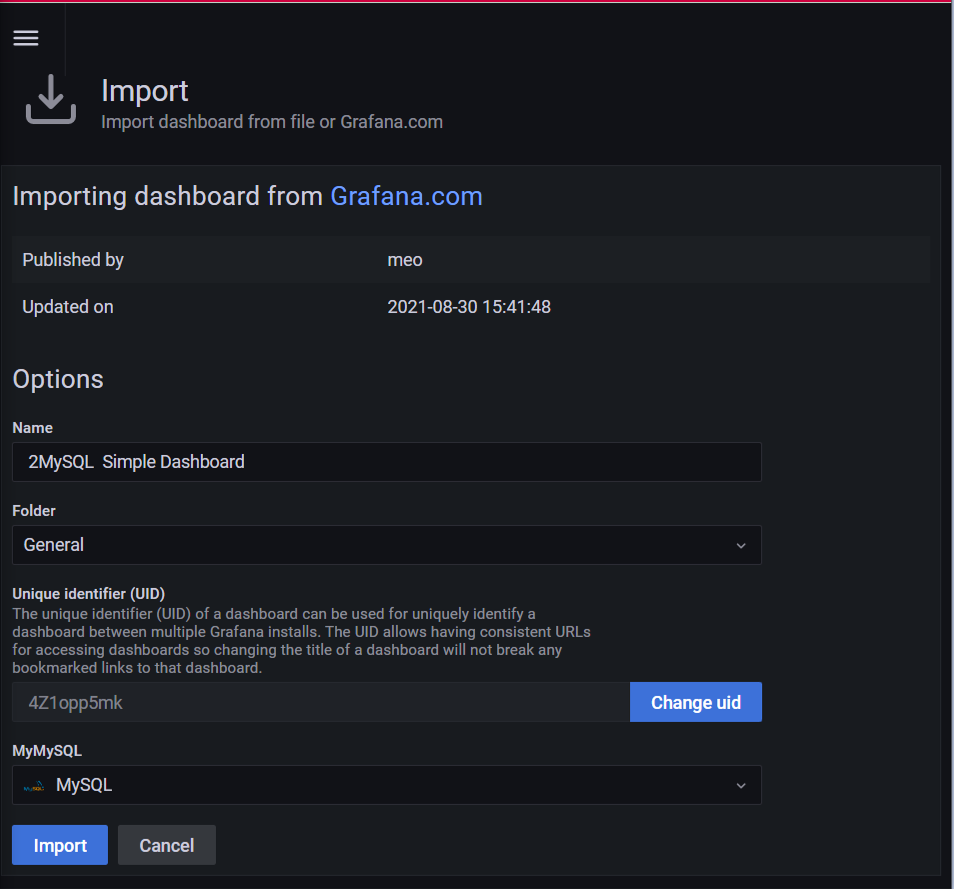 Import
Import dashboard from file or Grafana.com
Importing dashboard from Grafana.com
Published by meo
Updated on 2021-08-30 15:41:48
Options
Name
2MySQL  Simple Dashboard
Folder
General
Unique identifier (UID)
The unique identifier (UID) of a dashboard can be used for uniquely identify a
dashboard between multiple Grafana installs. The UID allows having consistent URLs
for accessing dashboards so changing the title of a dashboard will not break any
bookmarked links to that dashboard.
4Z1opp5mk Change uid
MyMySQL
MySQL
Import Cancel